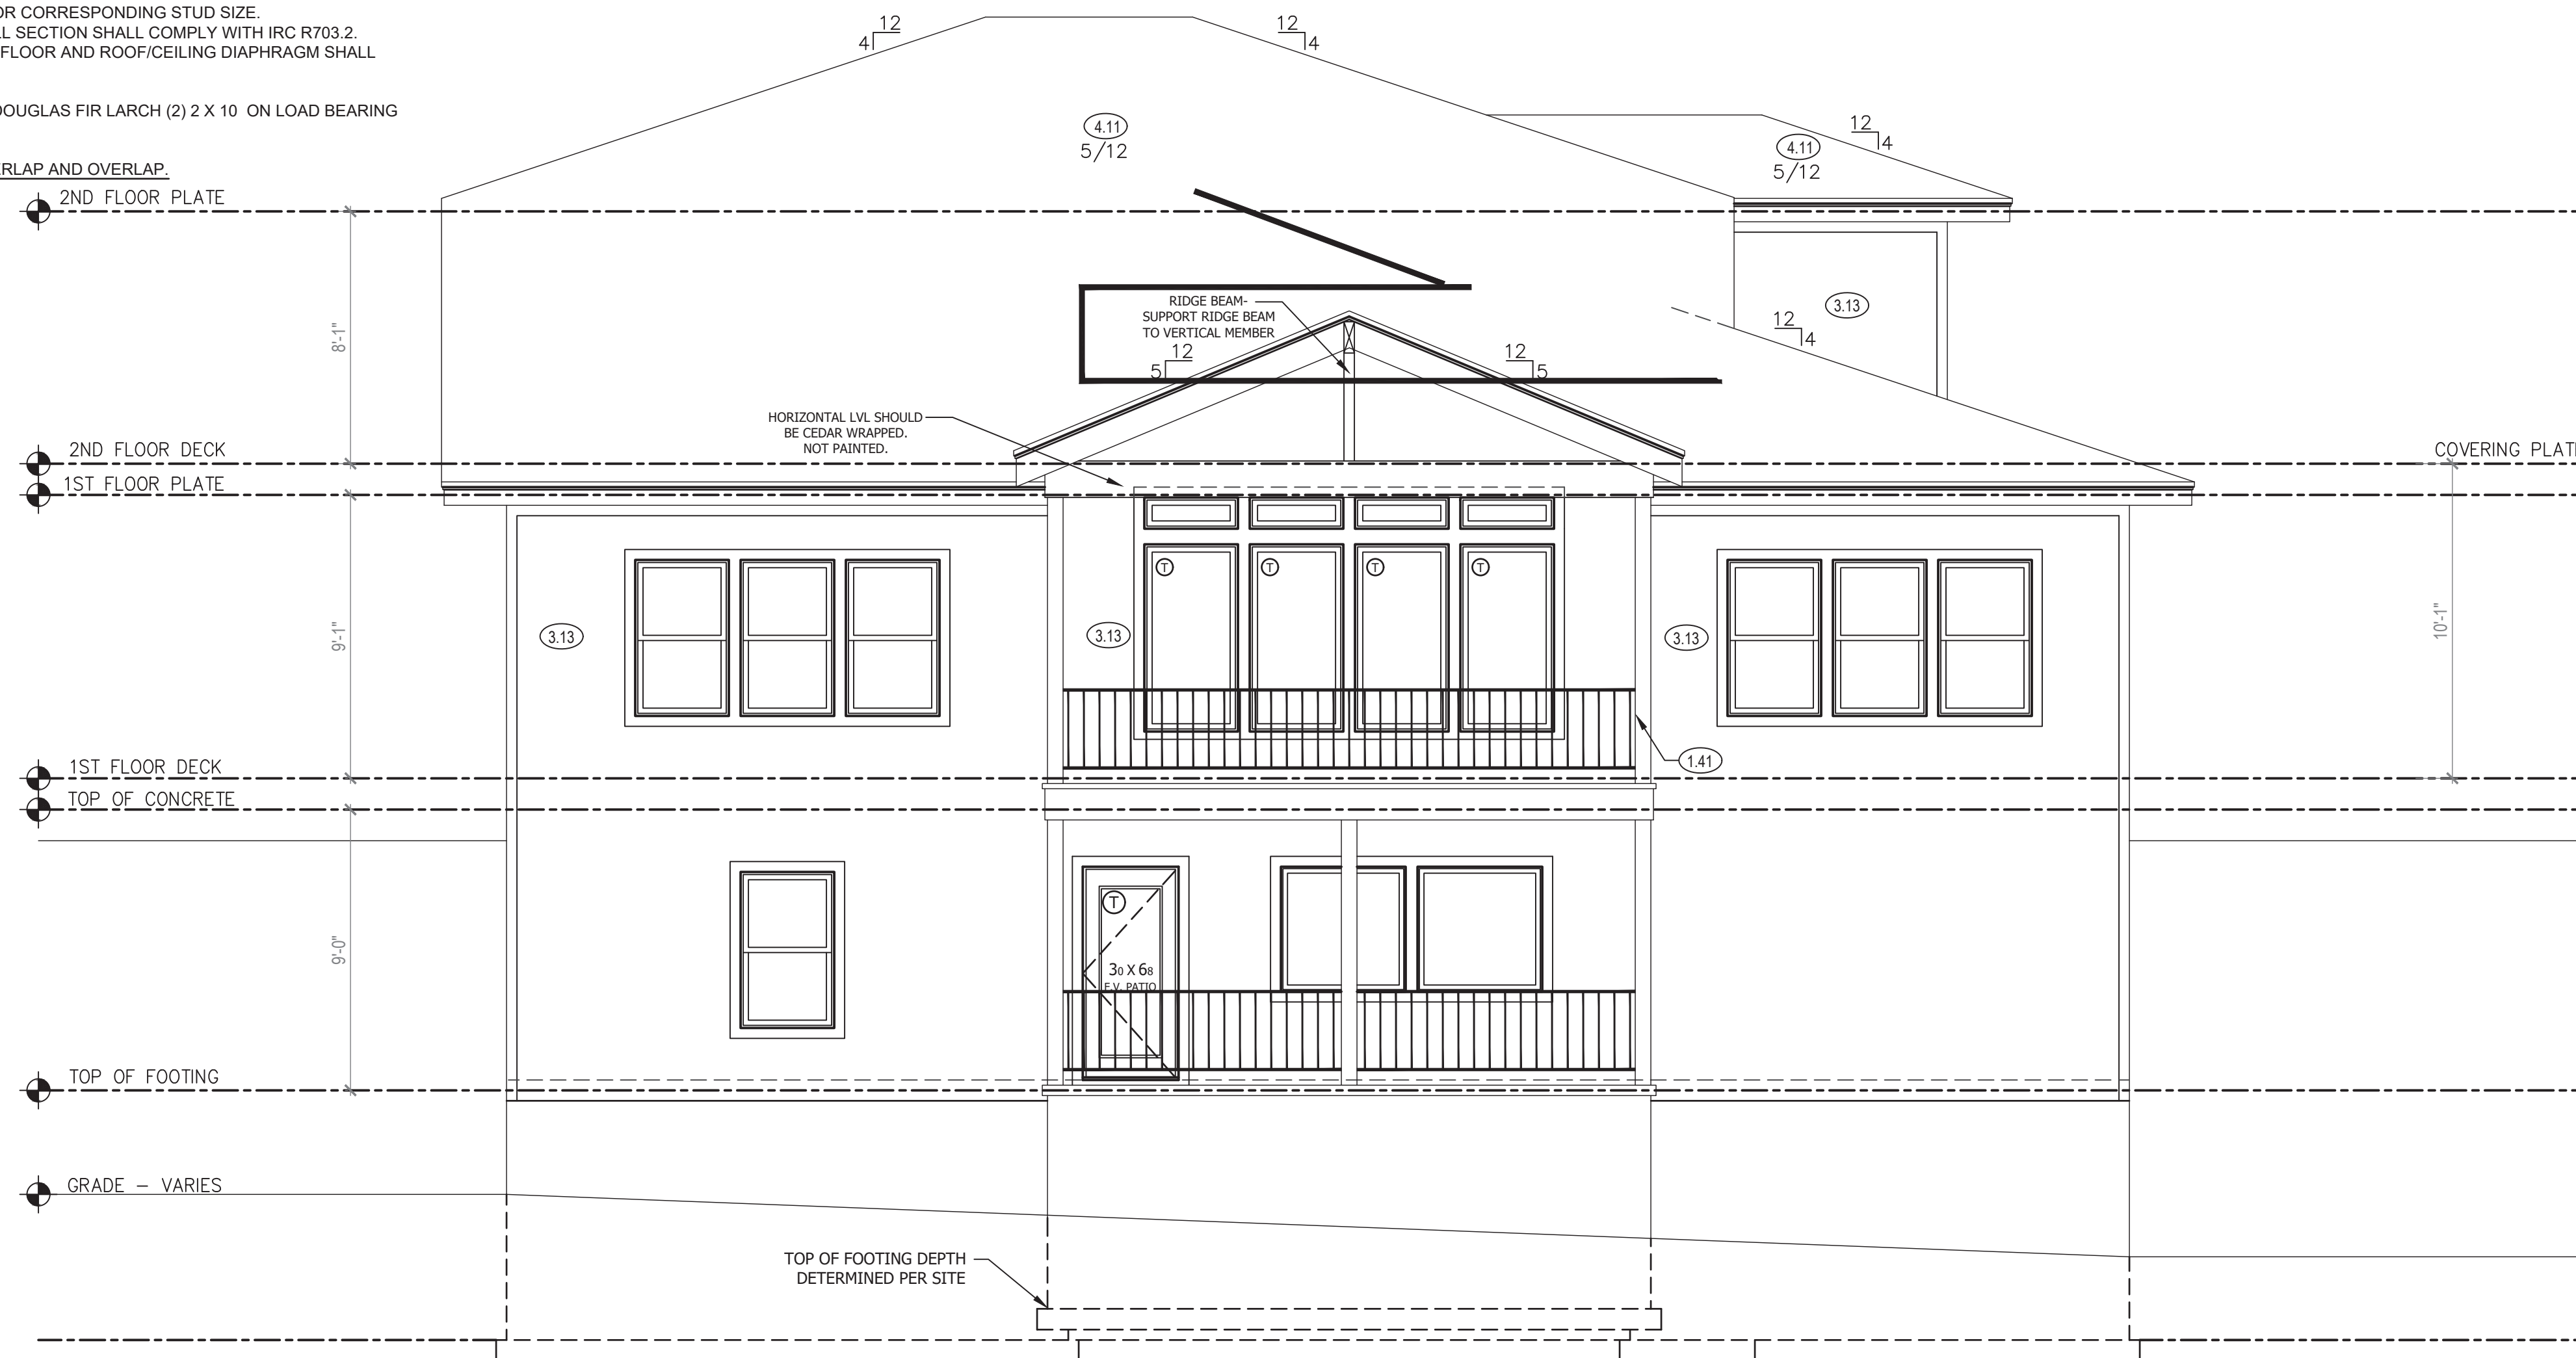 OR CORRESPONDING STUD SIZE.
LL SECTION SHALL COMPLY WITH IRC R703.2.
FLOOR AND ROOF/CEILING DIAPHRAGM SHALL
DOUGLAS FIR LARCH (2) 2 X 10 ON LOAD BEARING
ERLAP AND OVERLAP.
12
4
12
4
4.11
5/12
12
4
4.11
5/12
2ND FLOOR PLATE
8'-1"
RIDGE BEAM-
SUPPORT RIDGE BEAM
TO VERTICAL MEMBER
3.13
12
4
12
5
12
5
HORIZONTAL LVL SHOULD
BE CEDAR WRAPPED.
NOT PAINTED.
2ND FLOOR DECK
COVERING PLATE
1ST FLOOR PLATE
T
T
T
T
9'-1"
3.13
3.13
3.13
10'-1"
1ST FLOOR DECK
1.41
TOP OF CONCRETE
T
9'-0"
30 X 68
F.V. PATIO
TOP OF FOOTING
GRADE – VARIES
TOP OF FOOTING DEPTH
DETERMINED PER SITE